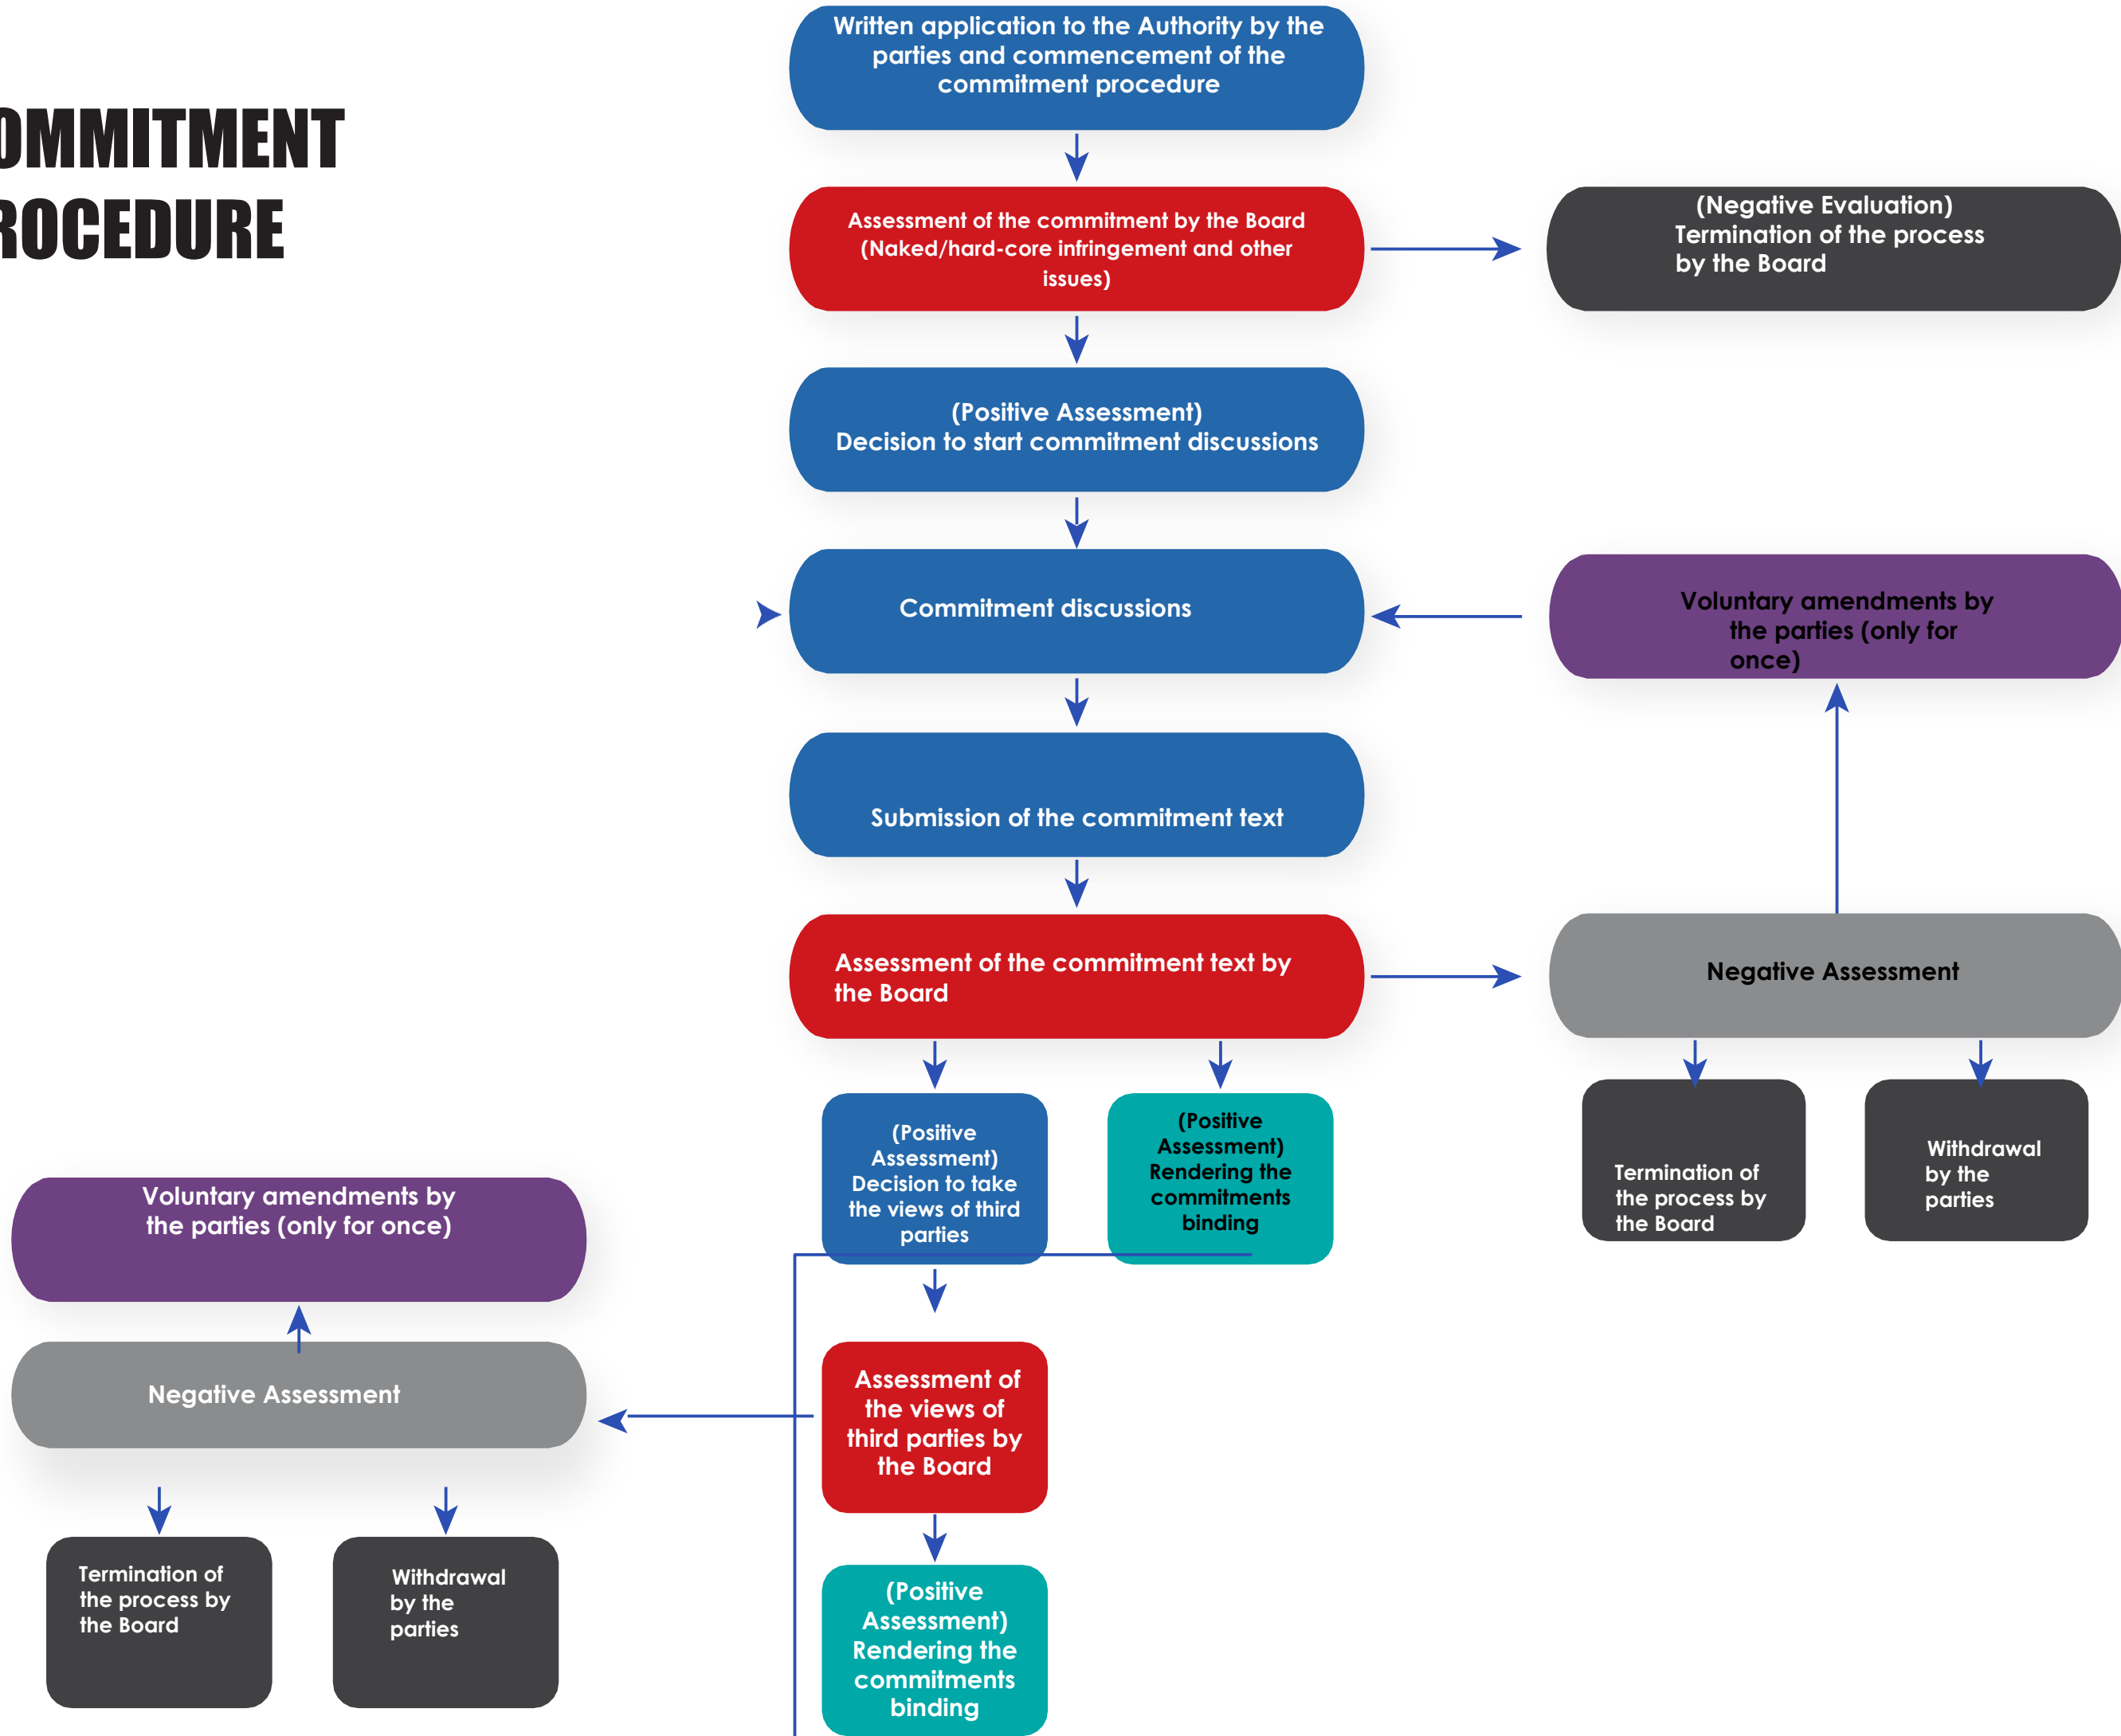 OMMITMENT
ROCEDURE
Written application to the Authority by the
parties and commencement of the
commitment procedure
Assessment of the commitment by the Board
(Naked/hard-core infringement and other
issues)
(Negative Evaluation)
Termination of the process
by the Board
(Positive Assessment)
Decision to start commitment discussions
Commitment discussions
Voluntary amendments by
the parties (only for
once)
Submission of the commitment text
Assessment of the commitment text by
the Board
Negative Assessment
(Positive
Assessment)
Decision to take
the views of third
parties
(Positive
Assessment)
Rendering the
commitments
binding
Termination of
the process by
the Board
Withdrawal
by the
parties
Voluntary amendments by
the parties (only for once)
Negative Assessment
Assessment of
the views of
third parties by
the Board
Termination of
the process by
the Board
Withdrawal
by the
parties
(Positive
Assessment)
Rendering the
commitments
binding